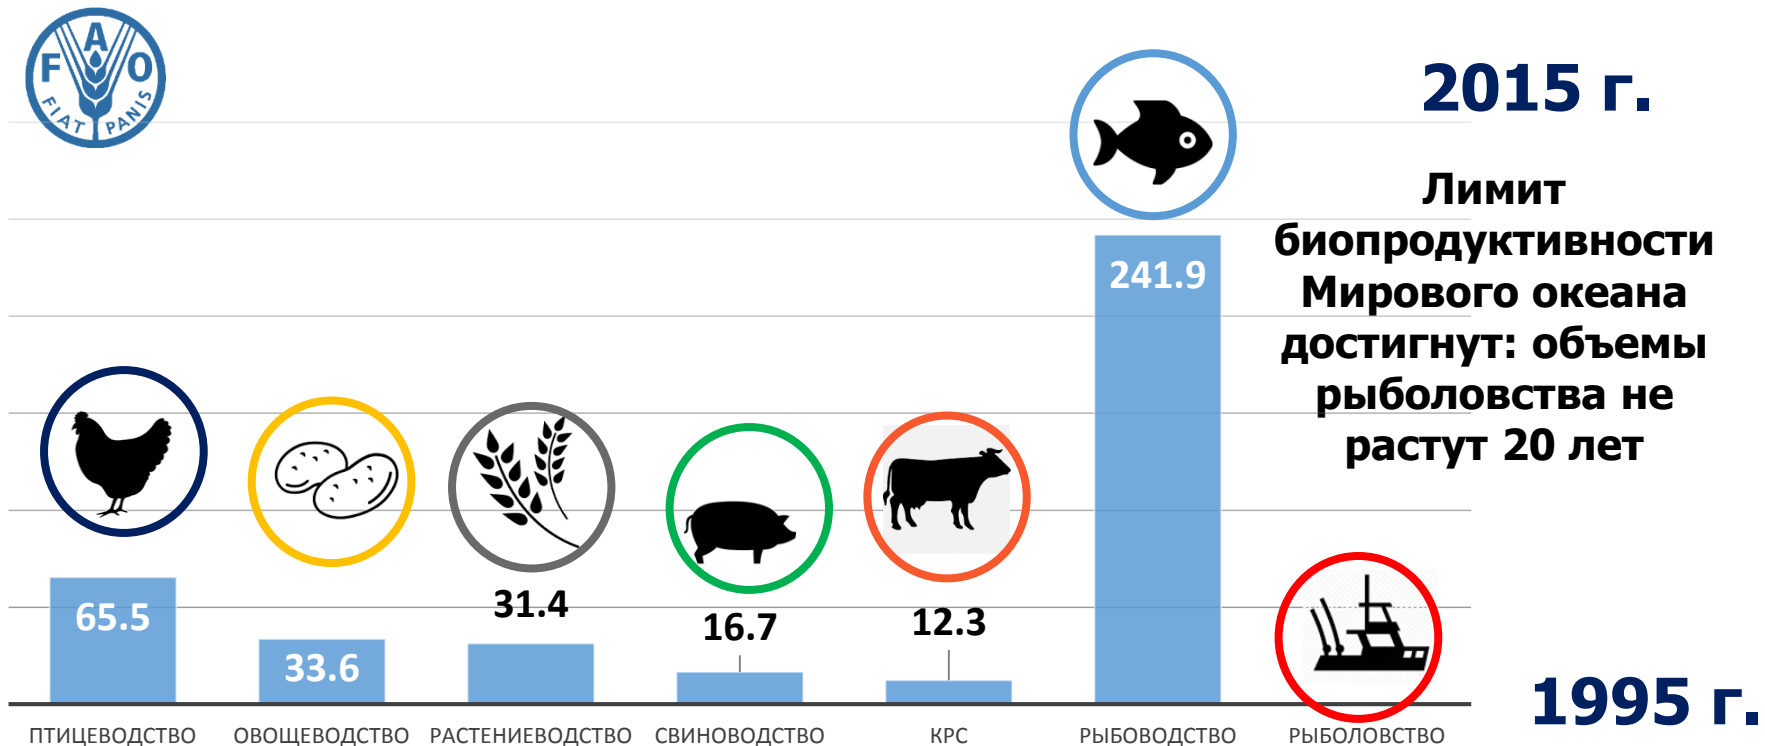 F A O
FIAT PANIS
2015 г.
Лимит
биопродуктивности
Мирового океана
достигнут: объемы
рыболовства не
растут 20 лет
241.9
65.5
33.6
31.4
16.7
12.3
1995 г.
ПТИЦЕВОДСТВО ОВОЩЕВОДСТВО РАСТЕНИЕВОДСТВО СВИНОВОДСТВО КРС РЫБОВОДСТВО РЫБОЛОВСТВО